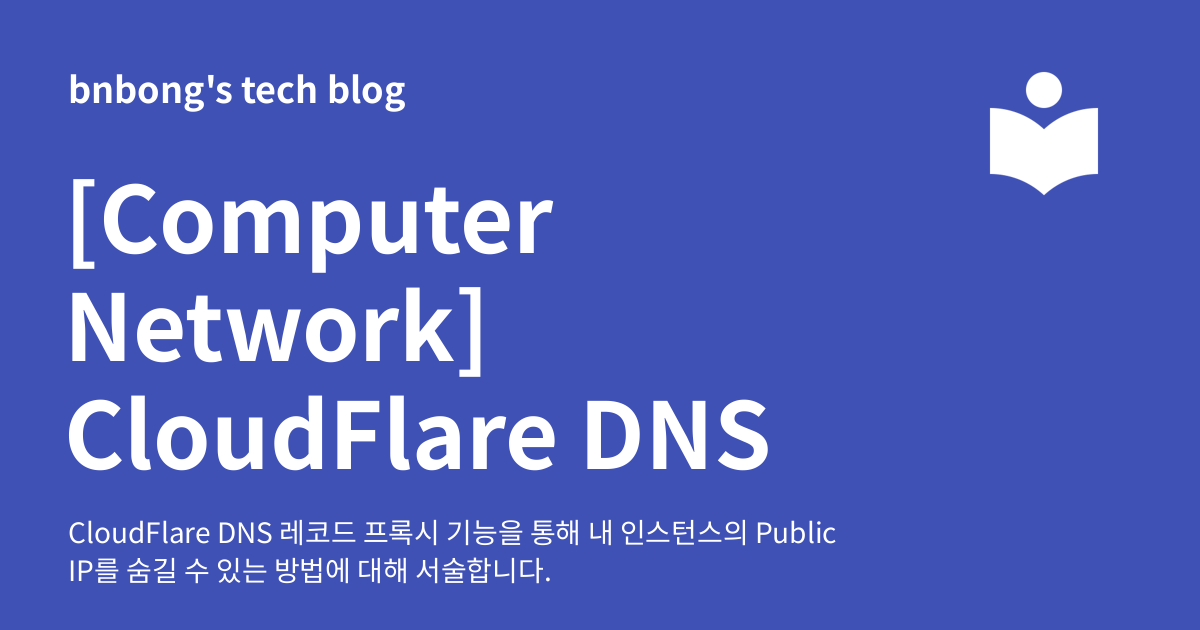 bnbong's tech blog
[Computer
Network]
CloudFlare DNS
CloudFlare DNS 레코드 프록시 기능을 통해 내 인스턴스의 Public
IP를 숨길 수 있는 방법에 대해 서술합니다.